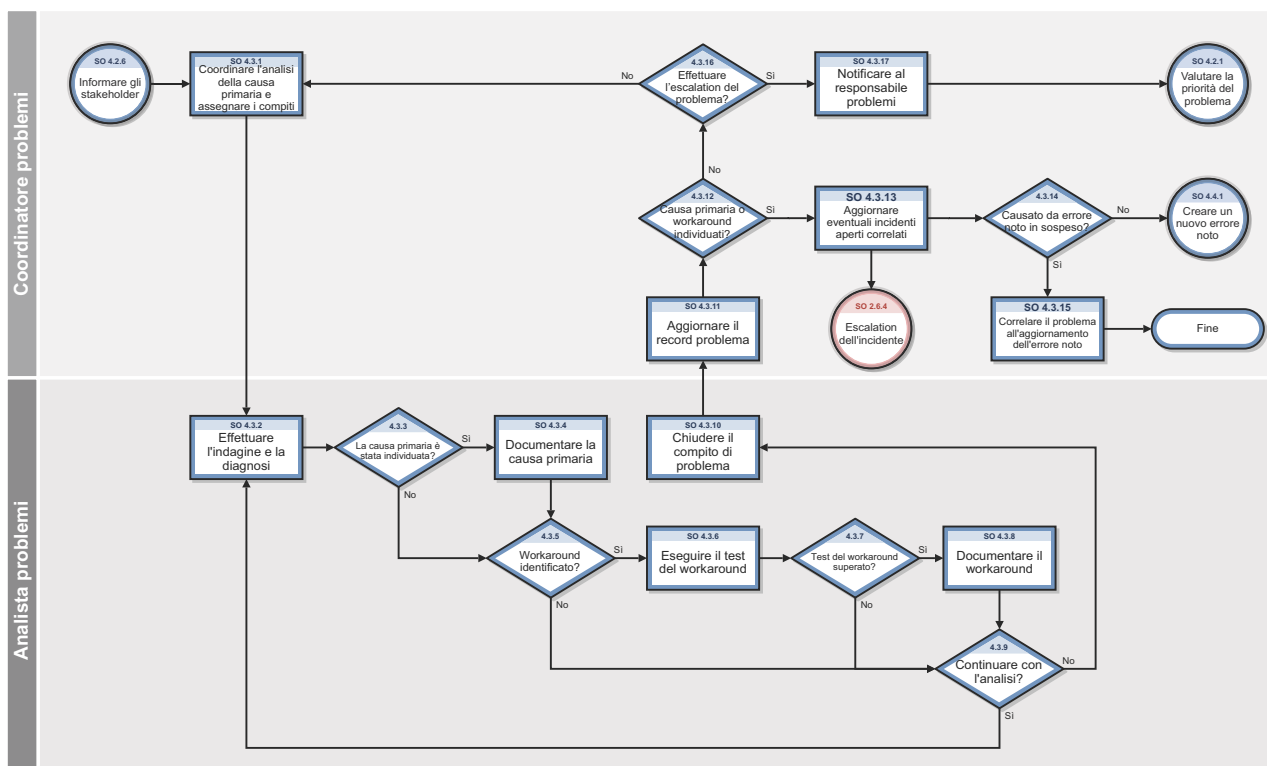 Coordinatore problemi
SO 4.2.6
Informare gli
stakeholder
SO 4.3.1
Coordinare l'analisi
della causa
primaria e
assegnare i compiti
No
4.3.16
Effettuare
l'escalation del
problema?
Sì
SO 4.3.17
Notificare al
responsabile
problemi
SO 4.2.1
Valutare la
priorità del
problema
No
4.3.12
Causa primaria o
workaround
individuati?
Sì
SO 4.3.13
Aggiornare
eventuali incidenti
aperti correlati
4.3.14
Causato da errore
noto in sospeso?
No
SO 4.4.1
Creare un
nuovo errore
noto
Sì
SO 4.3.11
Aggiornare il
record problema
SO 2.6.4
Escalation
dell'incidente
SO 4.3.15
Correlare il problema
all'aggiornamento
dell'errore noto
Fine
Analista problemi
SO 4.3.2
Effettuare
l'indagine e la
diagnosi
4.3.3
La causa primaria è
stata individuata?
Sì
No
SO 4.3.4
Documentare la
causa primaria
SO 4.3.10
Chiudere il
compito di
problema
4.3.5
Workaround
identificato?
Sì
No
SO 4.3.6
Eseguire il test
del workaround
4.3.7
Test del workaround
superato?
Sì
No
SO 4.3.8
Documentare il
workaround
4.3.9
Continuare con
l'analisi?
No
Sì